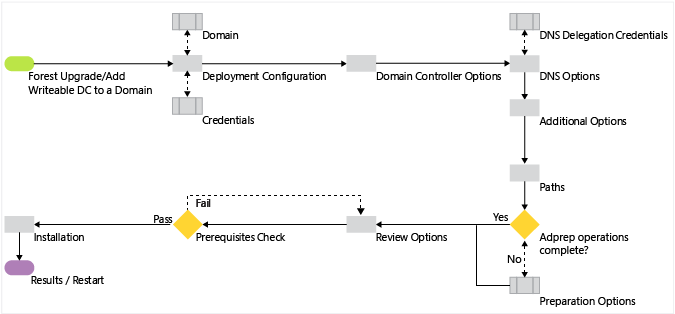 Domain
DNS Delegation Credentials
Forest Upgrade/Add
Writeable DC to a Domain
Deployment Configuration
Domain Controller Options
DNS Options
Credentials
Additional Options
Paths
Fail
Pass
Yes
Installation
Prerequisites Check
Review Options
Adprep operations
complete?
No
Results / Restart
Preparation Options